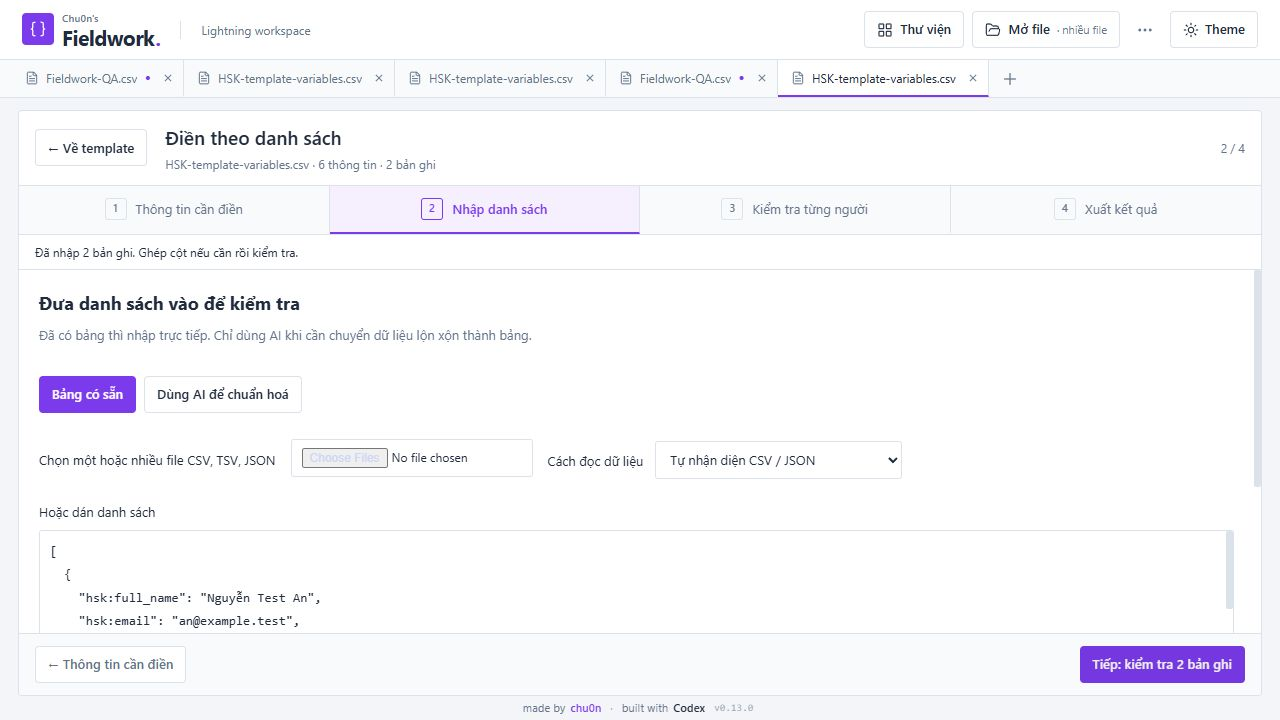 { } Chu0n's
Fieldwork.
Lightning workspace
Thư viện
Mở file · nhiều file
Theme
Fieldwork-QA.csv
HSK-template-variables.csv
HSK-template-variables.csv
Fieldwork-QA.csv
HSK-template-variables.csv
← Về template
Điền theo danh sách
HSK-template-variables.csv · 6 thông tin · 2 bản ghi
2 / 4
1 Thông tin cần điền
2 Nhập danh sách
3 Kiểm tra từng người
4 Xuất kết quả
Đã nhập 2 bản ghi. Ghép cột nếu cần rồi kiểm tra.
Đưa danh sách vào để kiểm tra
Đã có bảng thì nhập trực tiếp. Chỉ dùng AI khi cần chuyển dữ liệu lộn xộn thành bảng.
Bảng có sẵn
Dùng AI để chuẩn hoá
Chọn một hoặc nhiều file CSV, TSV, JSON
Choose Files No file chosen
Cách đọc dữ liệu
Tự nhận diện CSV / JSON
Hoặc dán danh sách
[
{
"hsk:full_name": "Nguyễn Test An",
"hsk:email": "an@example.test",
← Thông tin cần điền
Tiếp: kiểm tra 2 bản ghi
made by chu0n · built with Codex v0.13.0